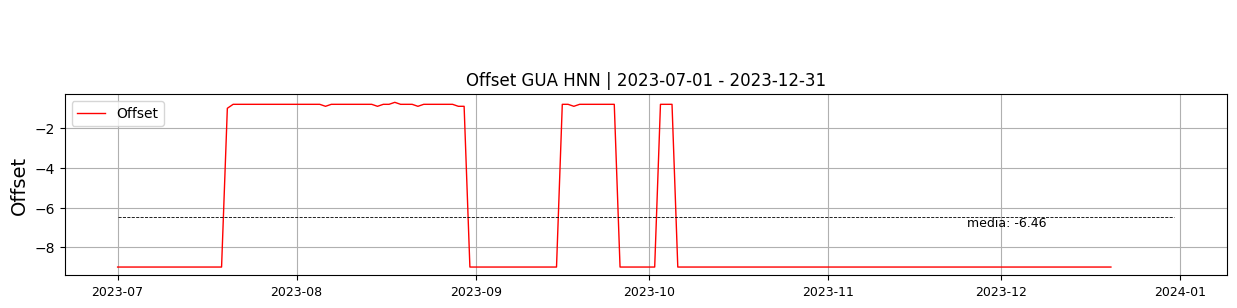 Offset GUA HNN | 2023-07-01 - 2023-12-31
Offset
Offset
−2
−4
−6
−8
media: -6.46
2023-07
2023-08
2023-09
2023-10
2023-11
2023-12
2024-01